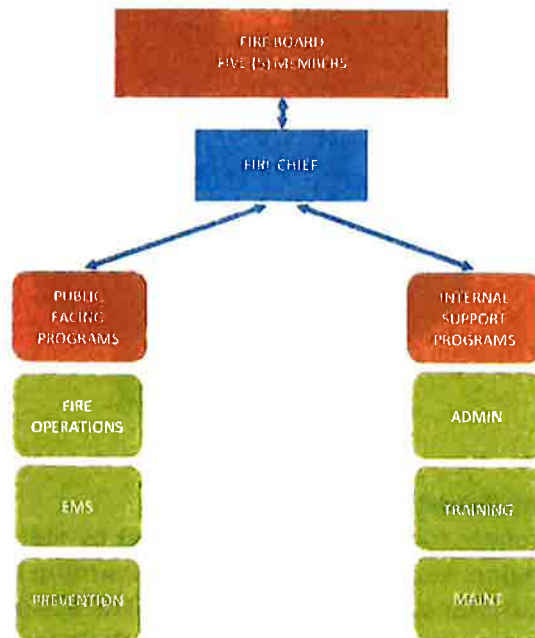 FIRE BOARD
FIVE (5) MEMBERS
FIRE CHIEF
PUBLIC
FACING
PROGRAMS
FIRE
OPERATIONS
EMS
PREVENTION
INTERNAL
SUPPORT
PROGRAMS
ADMIN
TRAINING
MAINT